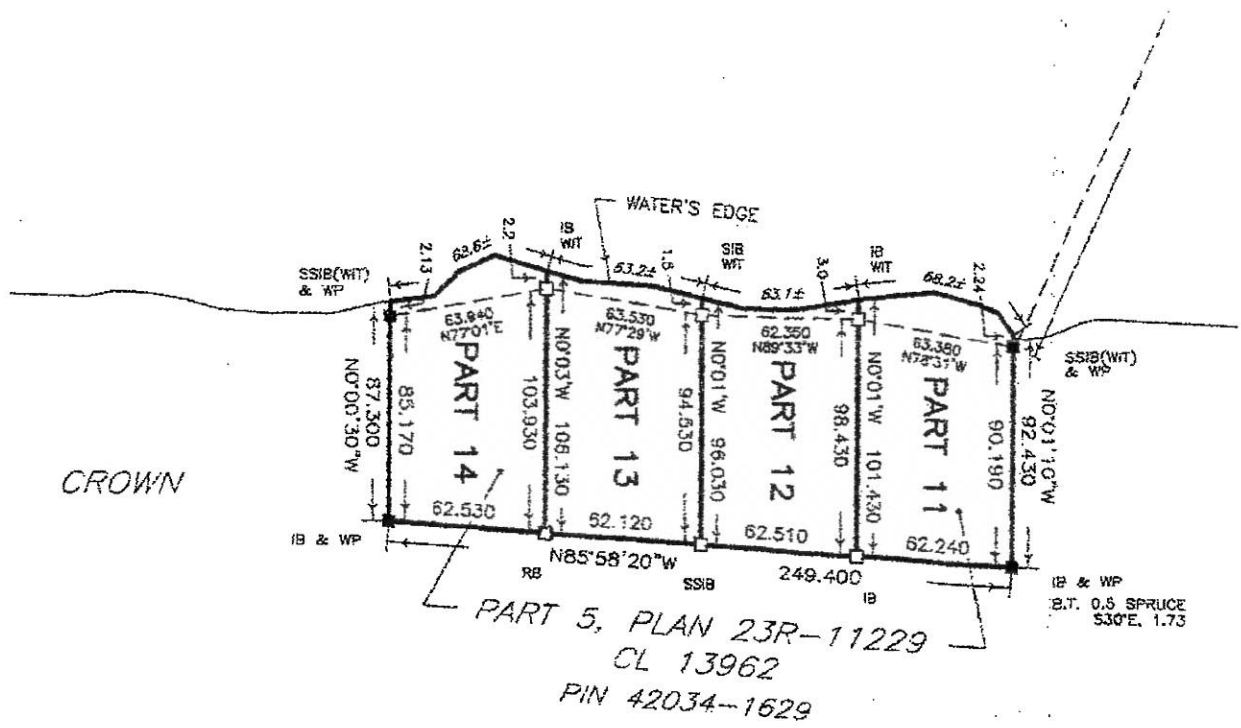 WATER'S EDGE
SSIB(WIT)
& WP
2.13
68.6±
2.2
IB
WIT
53.2±
1.5
SIB
WIT
63.1±
3.0
IB
WIT
68.2±
2.24
SSIB(WIT)
& WP
63.940
N77°01'E
63.530
N77°29'W
62.350
N89°33'W
63.380
N78°31'W
N0°00'30"W
87.300
85.170
PART 14
103.930
N0°03'W 106.130
PART 13
94.530
N0°01'W 96.030
PART 12
98.430
N0°01'W 101.430
PART 11
90.190
N0°01'10"W
92.430
CROWN
62.530
62.120
62.510
62.240
IB & WP
N85°58'20"W
249.400
RB
SSIB
IB
IB & WP
B.T. 0.5 SPRUCE
S30°E, 1.73
PART 5, PLAN 23R-11229
CL 13962
PIN 42034-1629